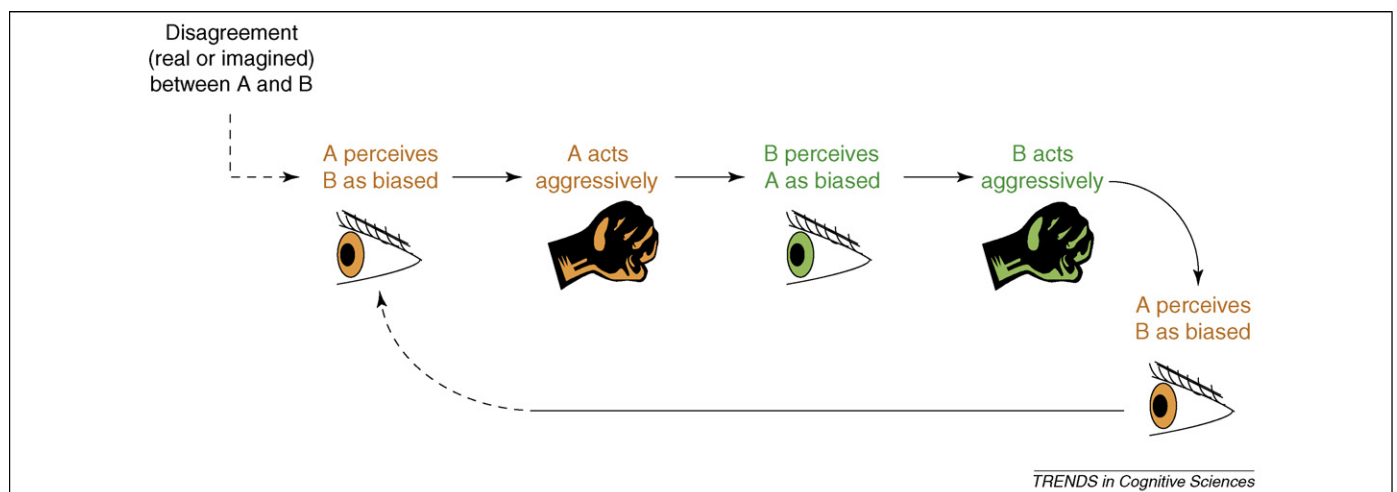 Disagreement
(real or imagined)
between A and B
A perceives
B as biased
A acts
aggressively
B perceives
A as biased
B acts
aggressively
A perceives
B as biased
TRENDS in Cognitive Sciences